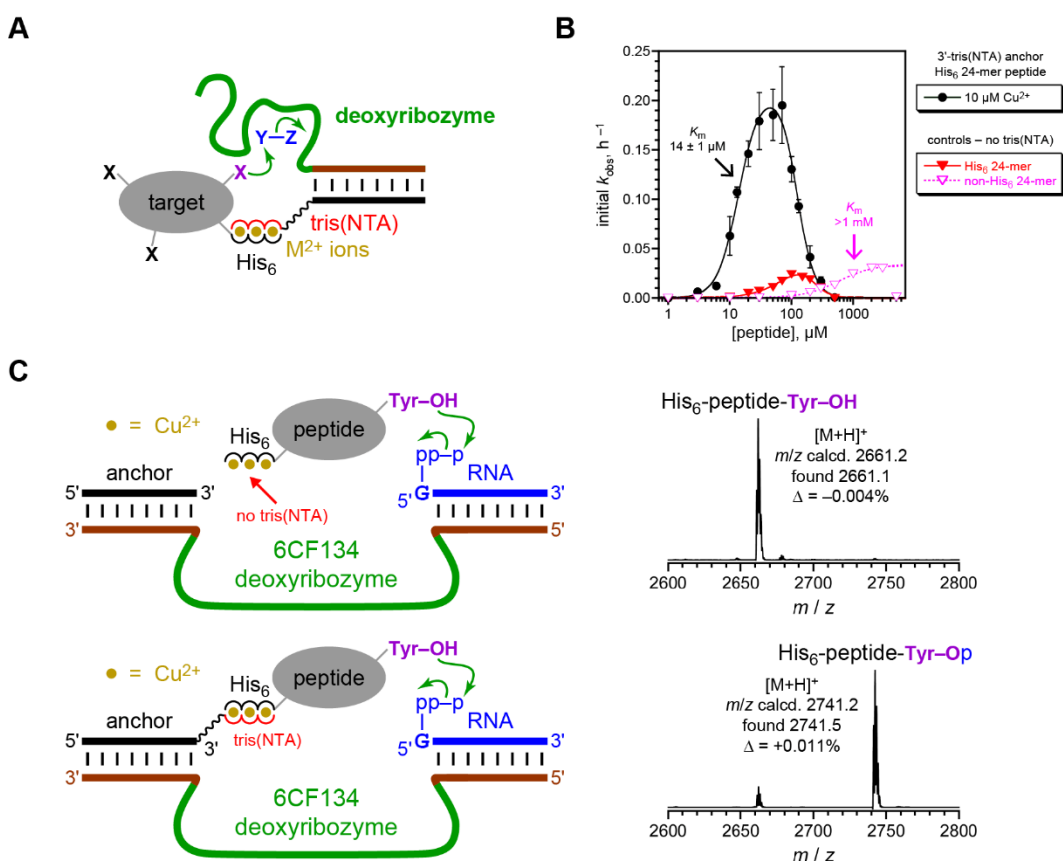 A
deoxyribozyme
Y–Z
X
X
target
tris(NTA)
M²⁺ ions
His₆
X
B
initial k_obs, h⁻¹
0.25
0.20
0.15
0.10
0.05
0.00
K_m
14 ± 1 µM
K_m
>1 mM
1
10
100
1000
[peptide], µM
3'-tris(NTA) anchor
His₆ 24-mer peptide
10 µM Cu²⁺
controls – no tris(NTA)
His₆ 24-mer
non-His₆ 24-mer
C
= Cu²⁺
His₆
peptide
Tyr–OH
pp–p
anchor
RNA
5'
3'
5'
G
3'
no tris(NTA)
3'
5'
6CF134
deoxyribozyme
His₆-peptide-Tyr–OH
[M+H]⁺
m/z calcd. 2661.2
found 2661.1
Δ = –0.004%
2600
2650
2700
2750
2800
m / z
= Cu²⁺
His₆
peptide
Tyr–OH
pp–p
anchor
tris(NTA)
RNA
5'
3'
5'
G
3'
3'
5'
6CF134
deoxyribozyme
His₆-peptide-Tyr–Op
[M+H]⁺
m/z calcd. 2741.2
found 2741.5
Δ = +0.011%
2600
2650
2700
2750
2800
m / z